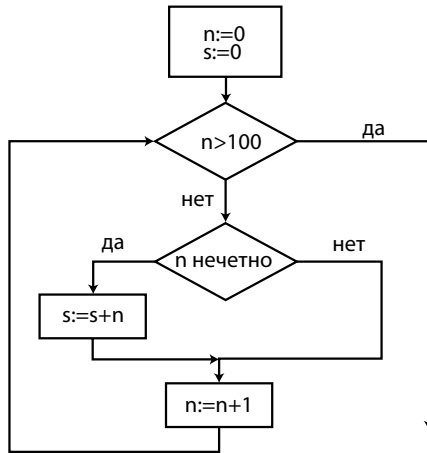 n:=0
s:=0
n>100
да
нет
да
n нечетно
нет
s:=s+n
n:=n+1